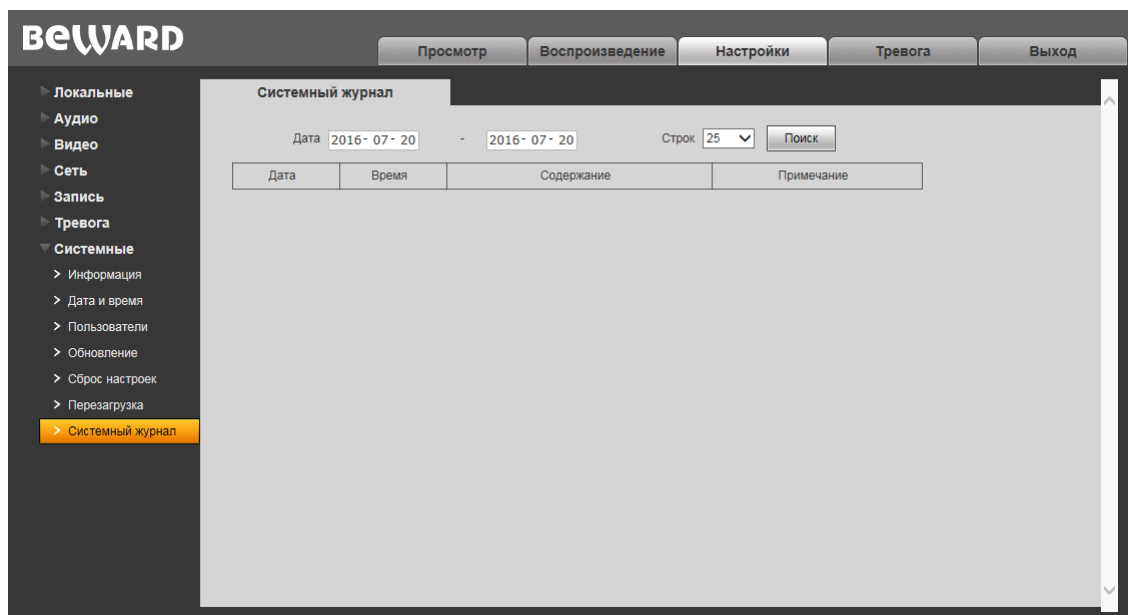 BEWARD
Просмотр Воспроизведение Настройки Тревога Выход
Локальные
Аудио
Видео
Сеть
Запись
Тревога
Системные
Информация
Дата и время
Пользователи
Обновление
Сброс настроек
Перезагрузка
Системный журнал
Системный журнал
Дата 2016- 07- 20 - 2016- 07- 20 Строк 25 Поиск
Дата Время Содержание Примечание